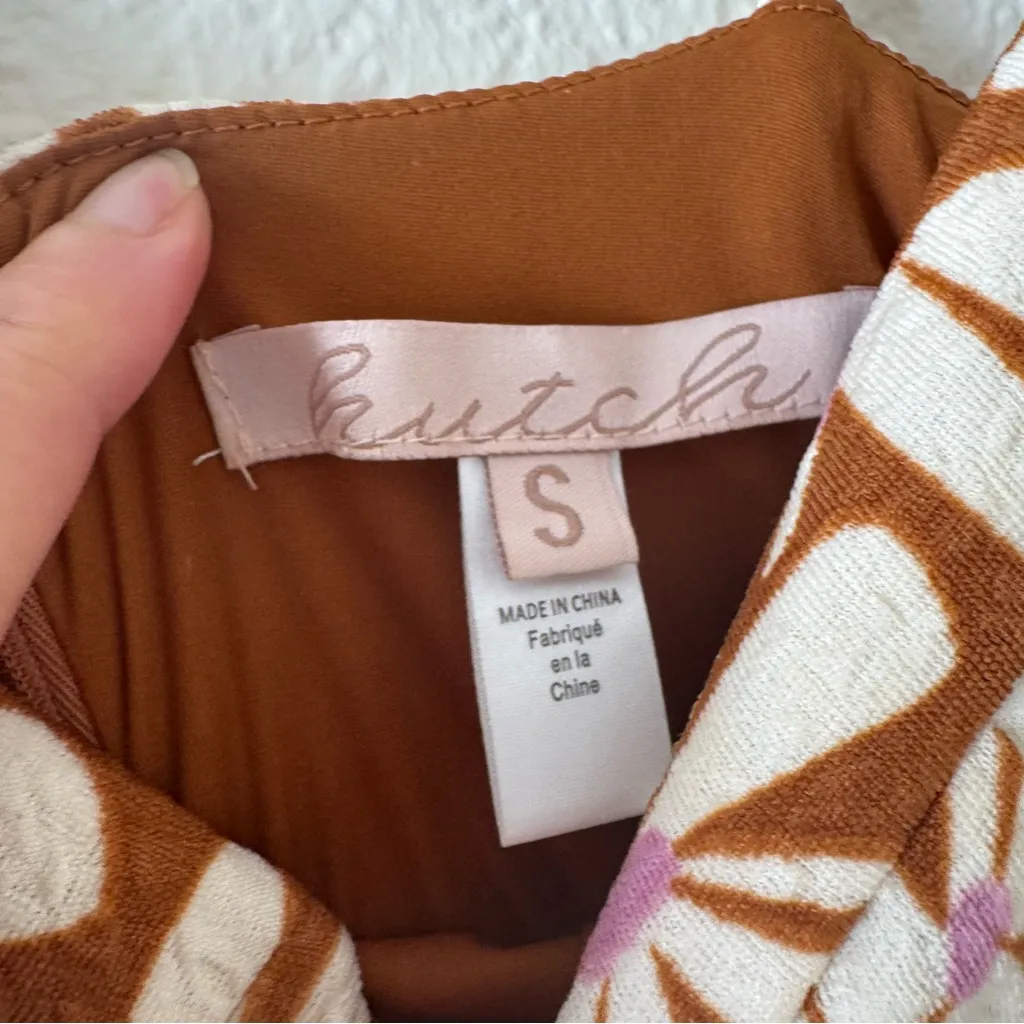 hutch
S
MADE IN CHINA
Fabriqué
en la
Chine